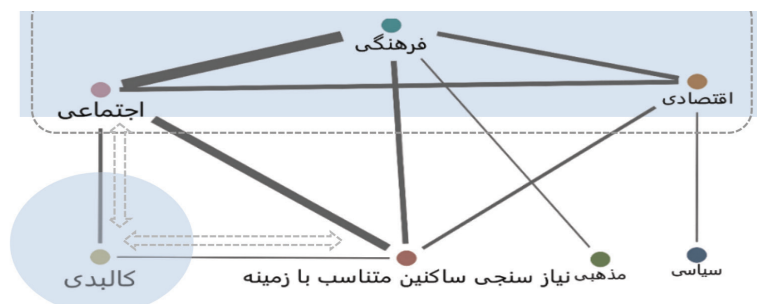 فرهنگی
اقتصادی
اجتماعی
سیاسی
مذهبی
نیاز سنجی ساکنین متناسب با زمینه
کالبدی